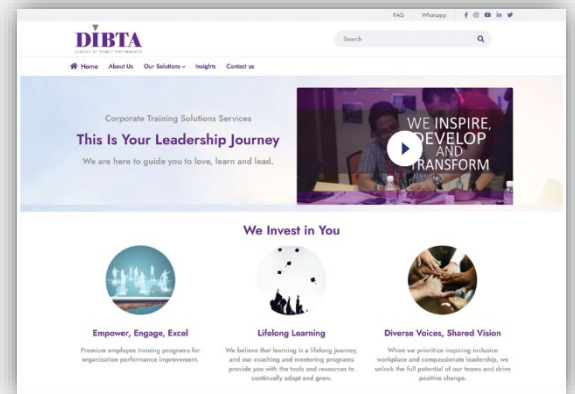 FAQ Whatsapp
DIBTA
SCIENCE OF PEOPLE PERFORMANCE
Search
Home About Us Our Solutions Insights Contact us
Corporate Training Solutions Services
This Is Your Leadership Journey
We are here to guide you to love, learn and lead.
WE INSPIRE,
DEVELOP
AND
TRANSFORM
We Invest in You
Empower, Engage, Excel
Premium employee training programs for
organization performance improvement.
Lifelong Learning
We believe that learning is a lifelong journey,
and our coaching and mentoring programs
provide you with the tools and resources to
continually adapt and grow.
Diverse Voices, Shared Vision
When we prioritize inspiring inclusive
workplace and compassionate leadership, we
unlock the full potential of our teams and drive
positive change.